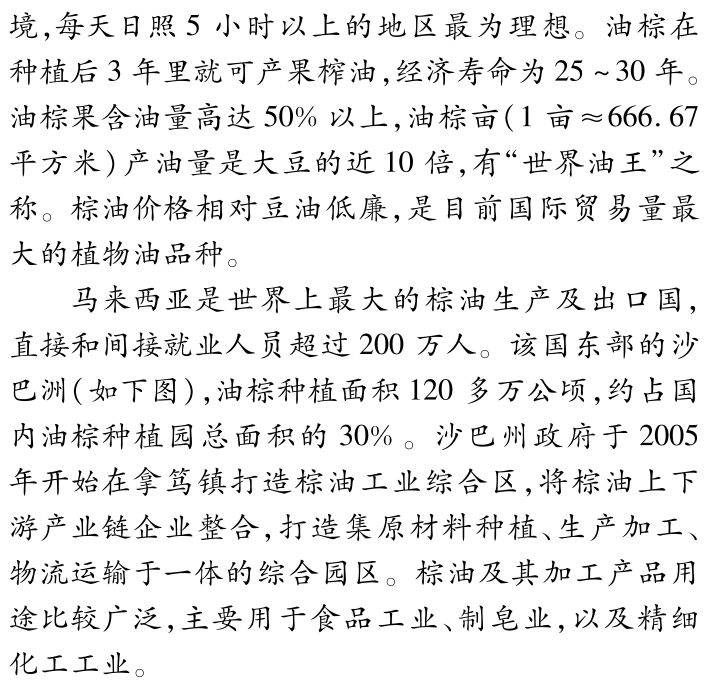 境,每天日照 5 小时以上的地区最为理想。油棕在
种植后 3 年里就可产果榨油,经济寿命为 25 ~ 30 年。
油棕果含油量高达 50% 以上,油棕亩(1 亩≈666. 67
平方米)产油量是大豆的近 10 倍,有“世界油王”之
称。棕油价格相对豆油低廉,是目前国际贸易量最
大的植物油品种。
马来西亚是世界上最大的棕油生产及出口国,
直接和间接就业人员超过 200 万人。该国东部的沙
巴洲(如下图),油棕种植面积 120 多万公顷,约占国
内油棕种植园总面积的 30% 。沙巴州政府于 2005
年开始在拿笃镇打造棕油工业综合区,将棕油上下
游产业链企业整合,打造集原材料种植、生产加工、
物流运输于一体的综合园区。棕油及其加工产品用
途比较广泛,主要用于食品工业、制皂业,以及精细
化工工业。